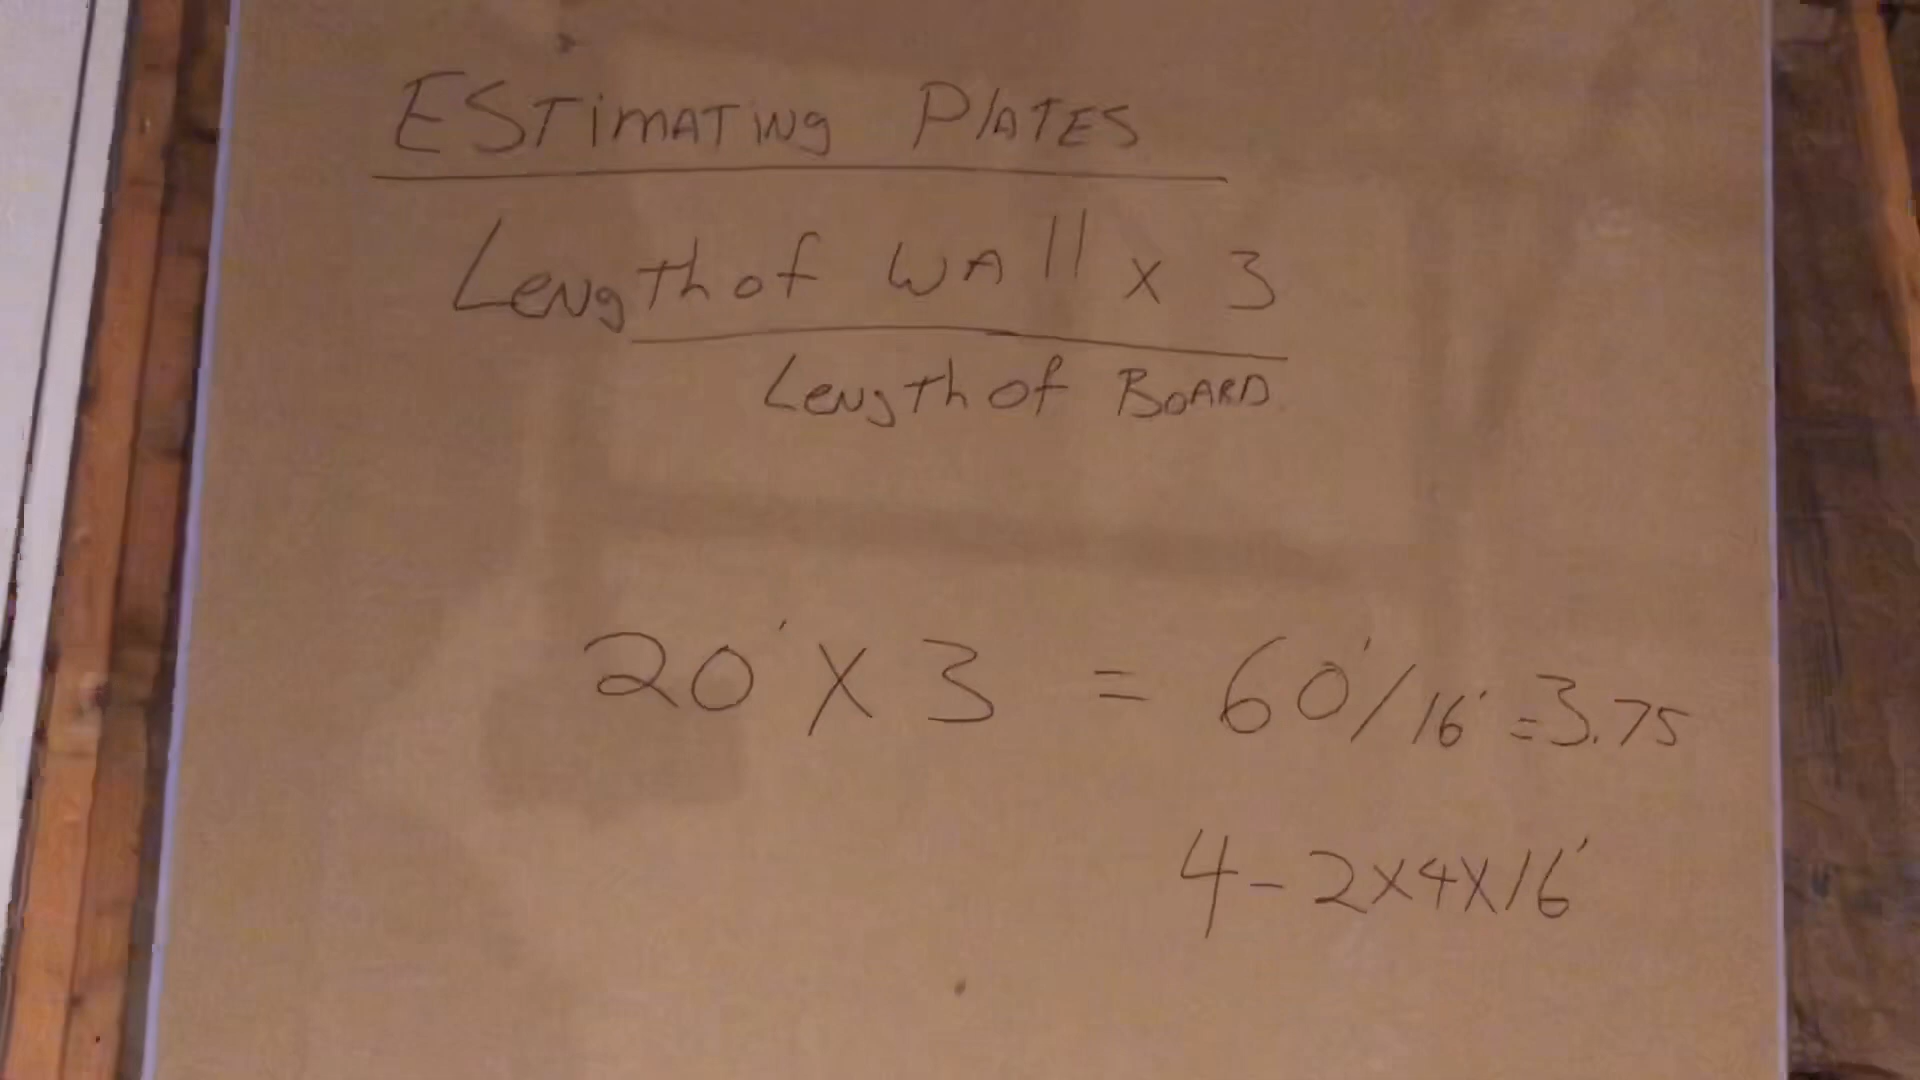 ESTiMATiNg PlATES
LENgth of WAll x 3
LENgth of BOARD
20' X 3 = 60'/16' = 3.75
4 - 2x4x16'